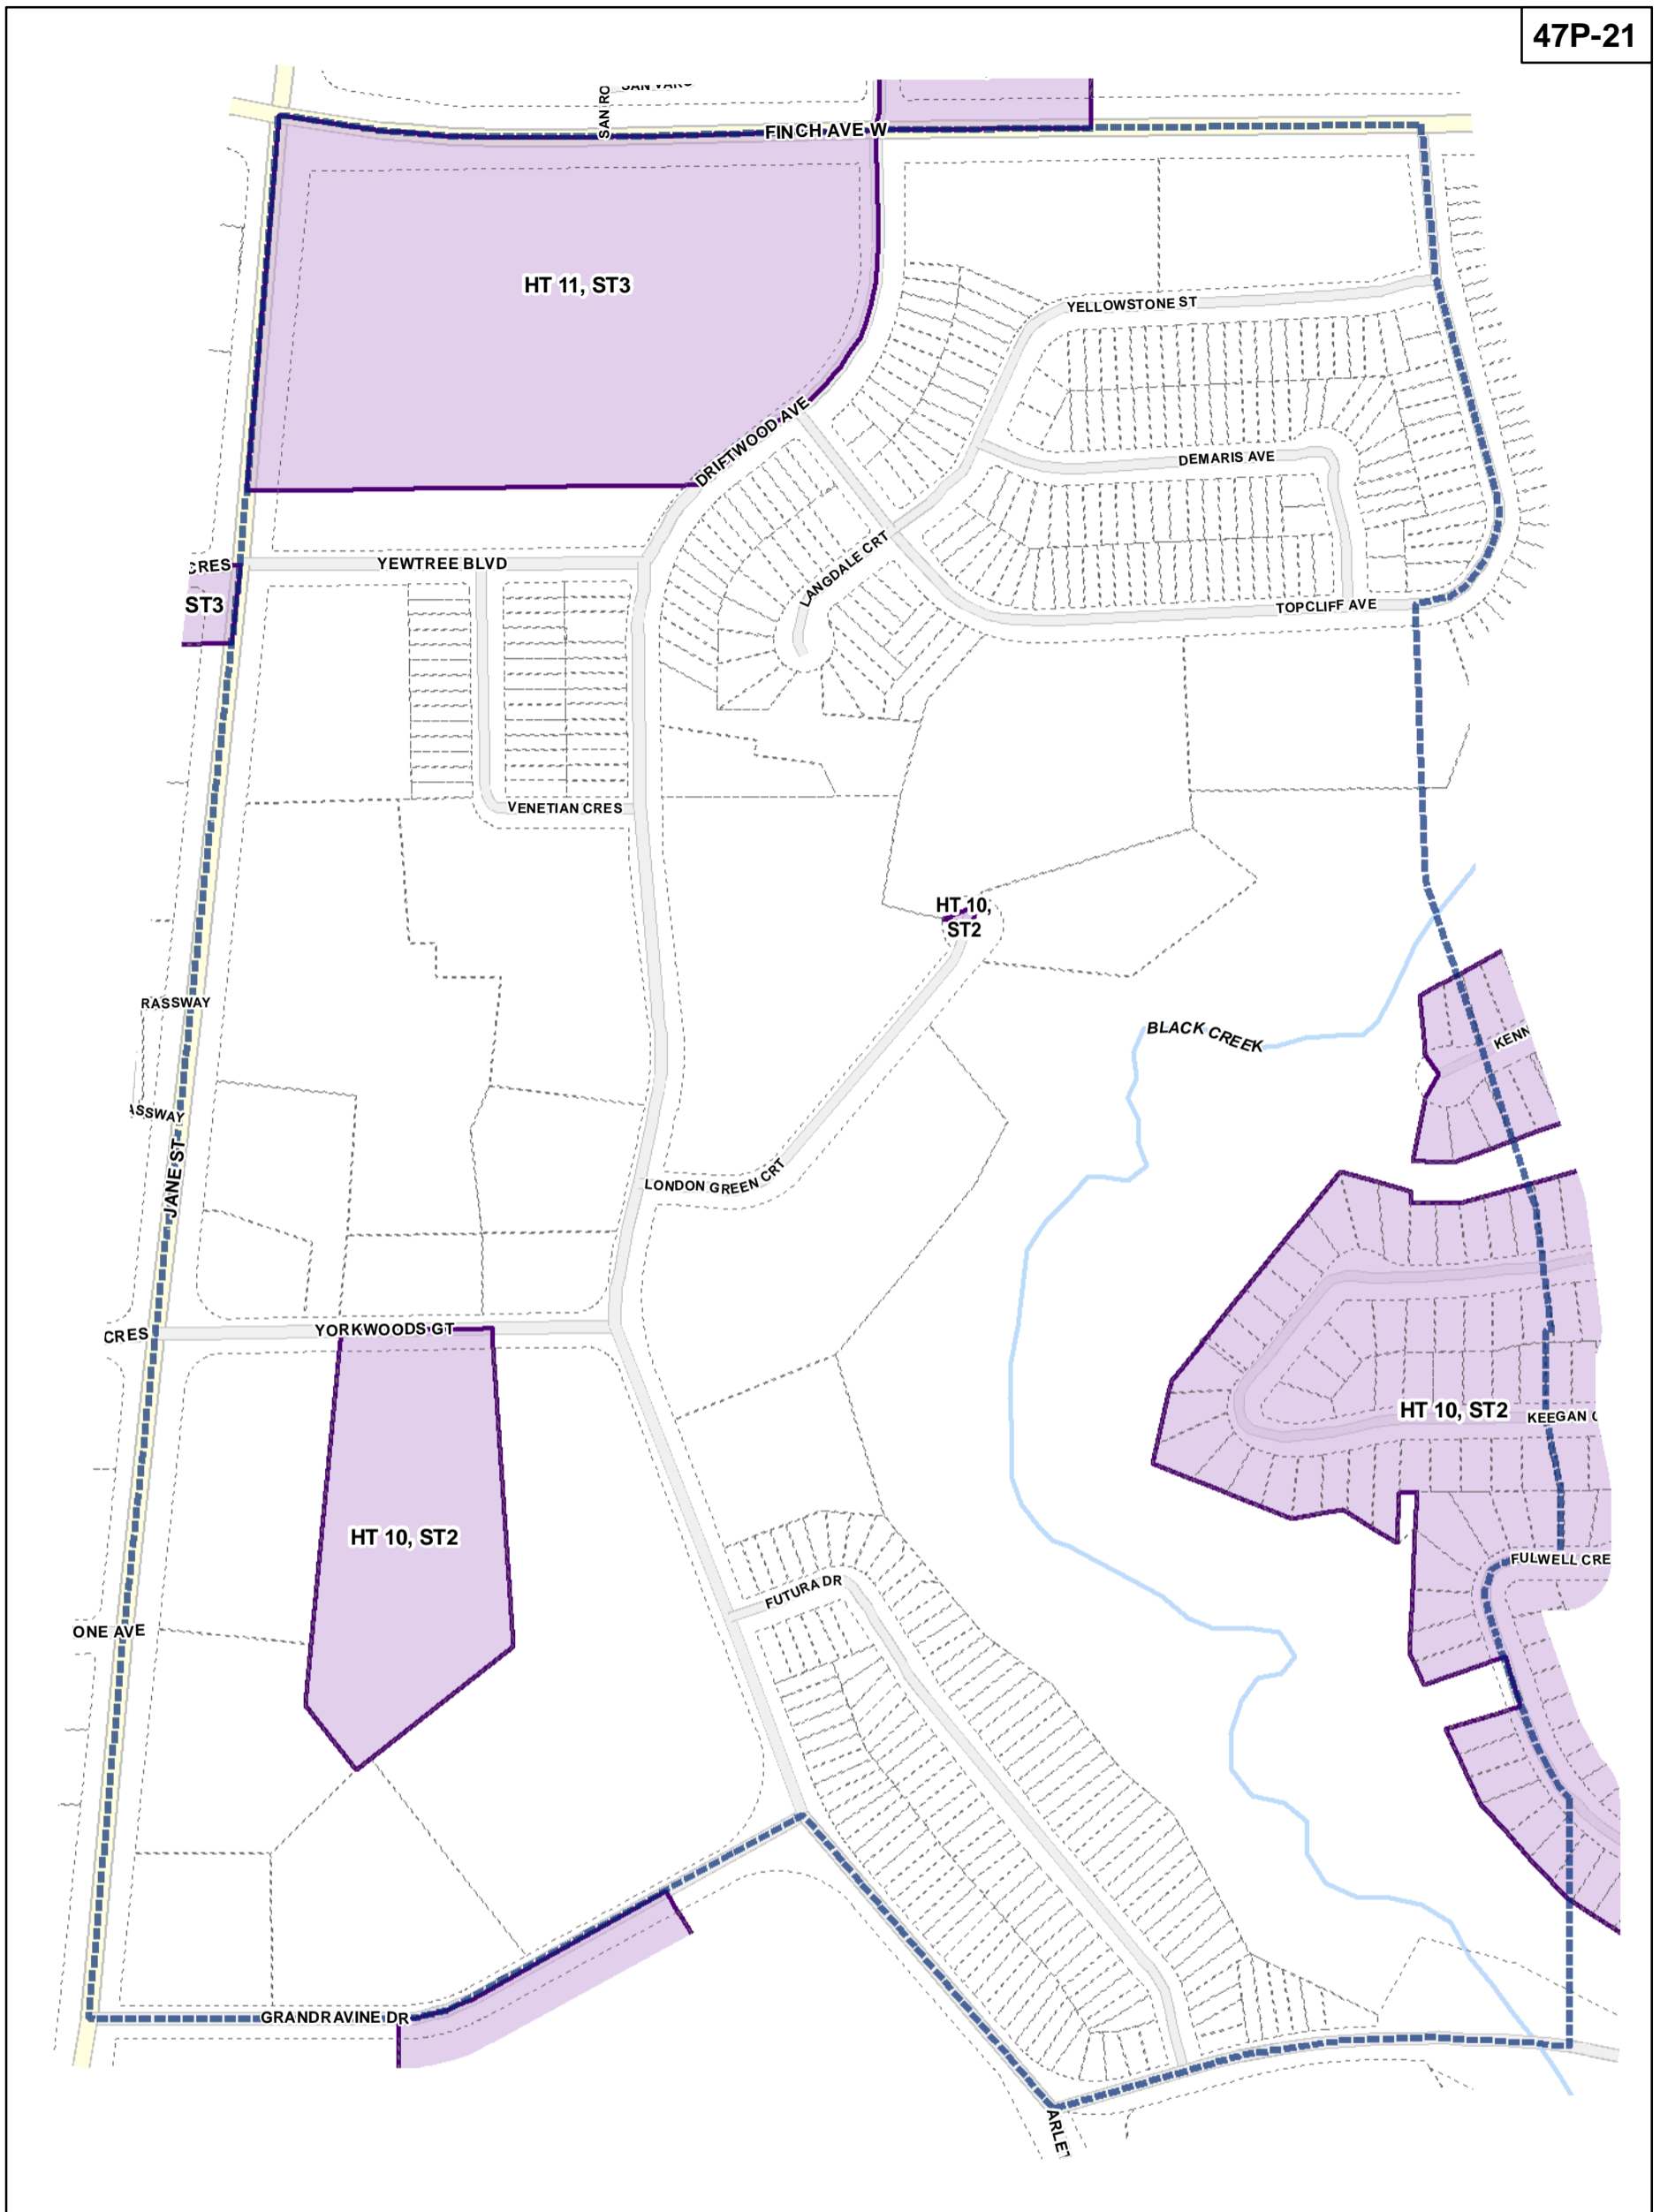 47P-21
SAN RO
FINCH AVE W
HT 11, ST3
YELLOWSTONE ST
DRIFTWOOD AVE
DEMARIS AVE
LANGDALE CRT
CRES
YEWTREE BLVD
ST3
TOPCLIFF AVE
VENETIAN CRES
HT 10,
ST2
RASSWAY
BLACK CREEK
KENN
ASSWAY
JANE ST
LONDON GREEN CRT
CRES
YORKWOODS GT
HT 10, ST2
KEEGAN
HT 10, ST2
FULWELL CRE
FUTURA DR
ONE AVE
GRANDRAVINE DR
ARLET